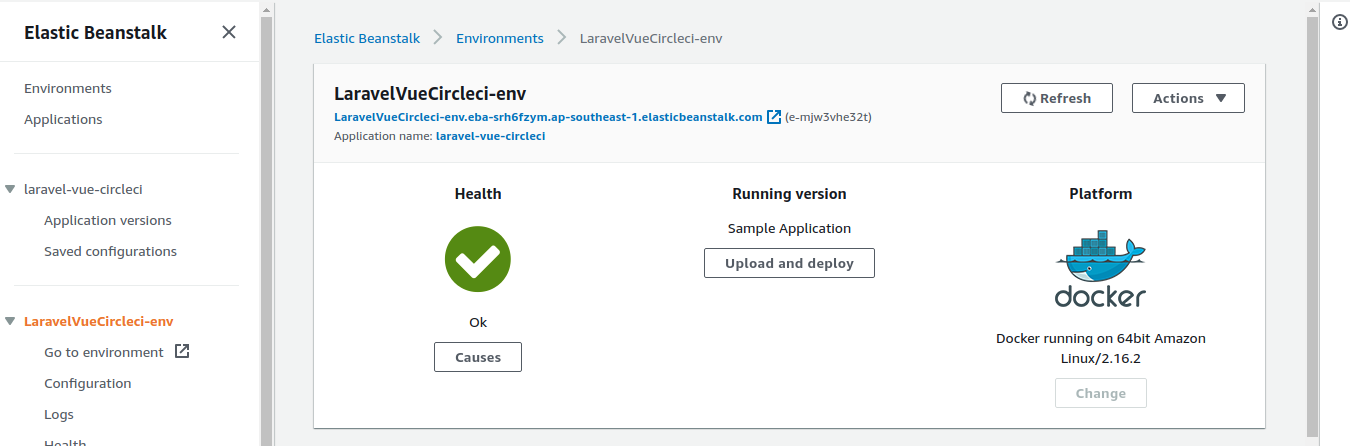 Elastic Beanstalk
Environments
Applications
laravel-vue-circleci
Application versions
Saved configurations
LaravelVueCircleci-env
Go to environment
Configuration
Logs
Health
Elastic Beanstalk
Environments
LaravelVueCircleci-env
LaravelVueCircleci-env
LaravelVueCircleci-env.eba-srh6fzym.ap-southeast-1.elasticbeanstalk.com (e-mjw3vhe32t)
Application name: laravel-vue-circleci
Refresh
Actions
Health
Ok
Causes
Running version
Sample Application
Upload and deploy
Platform
docker
Docker running on 64bit Amazon
Linux/2.16.2
Change